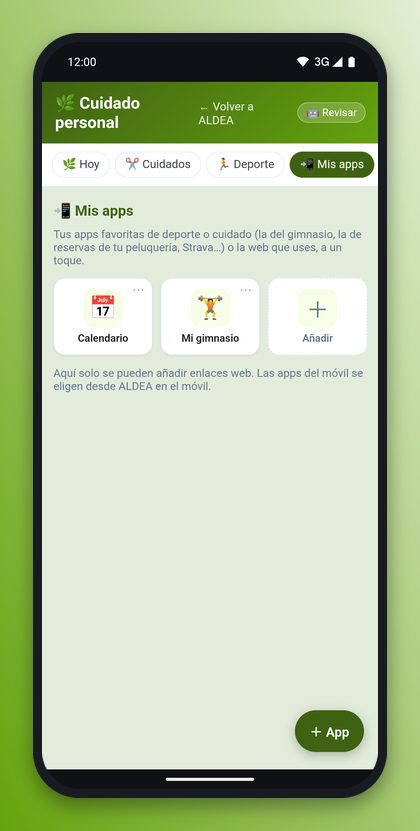 12:00
3G
🌿 Cuidado personal
← Volver a ALDEA
🤖 Revisar
🌿 Hoy
✂️ Cuidados
🏃 Deporte
📲 Mis apps
📲 Mis apps
Tus apps favoritas de deporte o cuidado (la del gimnasio, la de
reservas de tu peluquería, Strava…) o la web que uses, a un
toque.
July
17
Calendario
Mi gimnasio
Añadir
Aquí solo se pueden añadir enlaces web. Las apps del móvil se
eligen desde ALDEA en el móvil.
+ App